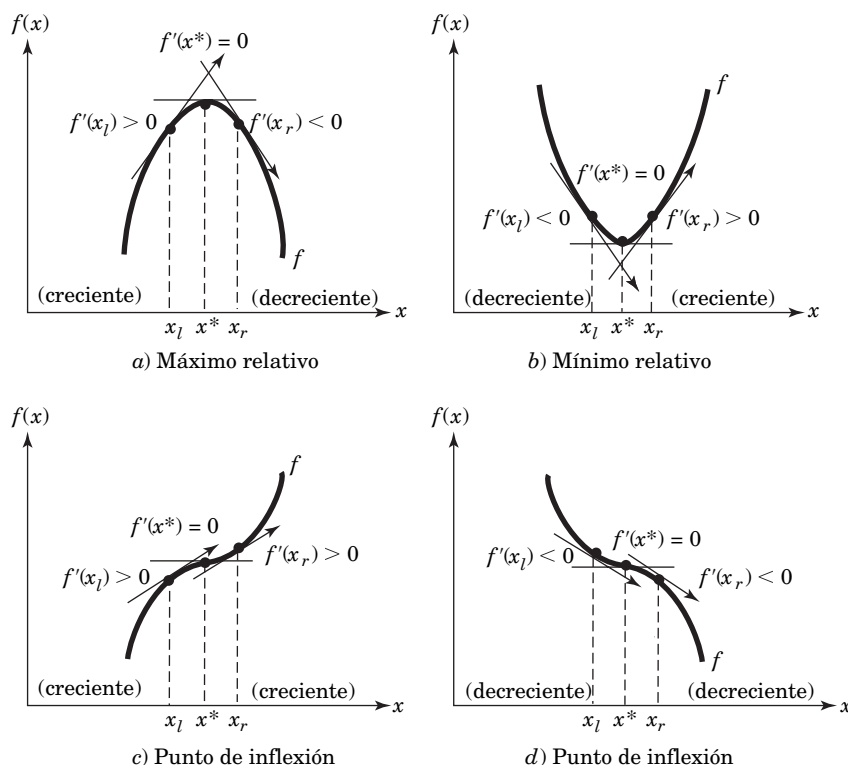 f(x)
f'(x*) = 0
f'(x_l) > 0
f'(x_r) < 0
f
(creciente)
(decreciente)
x
x_l x* x_r
a) Máximo relativo
f(x)
f
f'(x*) = 0
f'(x_l) < 0
f'(x_r) > 0
(decreciente)
(creciente)
x
x_l x* x_r
b) Mínimo relativo
f(x)
f
f'(x*) = 0
f'(x_r) > 0
f'(x_l) > 0
(creciente)
(creciente)
x
x_l x* x_r
c) Punto de inflexión
f(x)
f'(x_l) < 0
f'(x*) = 0
f'(x_r) < 0
f
(decreciente)
(decreciente)
x
x_l x* x_r
d) Punto de inflexión